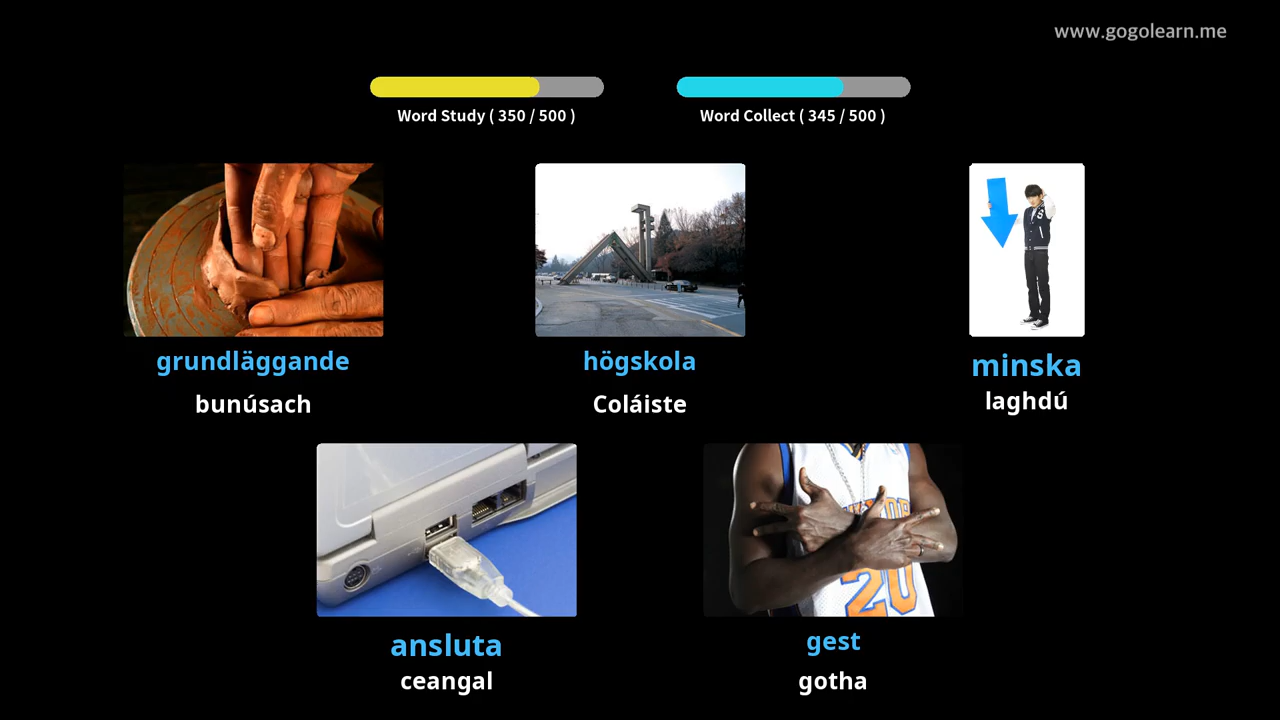 www.gogolearn.me
Word Study ( 350 / 500 )
Word Collect ( 345 / 500 )
grundläggande
bunúsach
högskola
Coláiste
minska
laghdú
S
ansluta
ceangal
gest
gotha
20